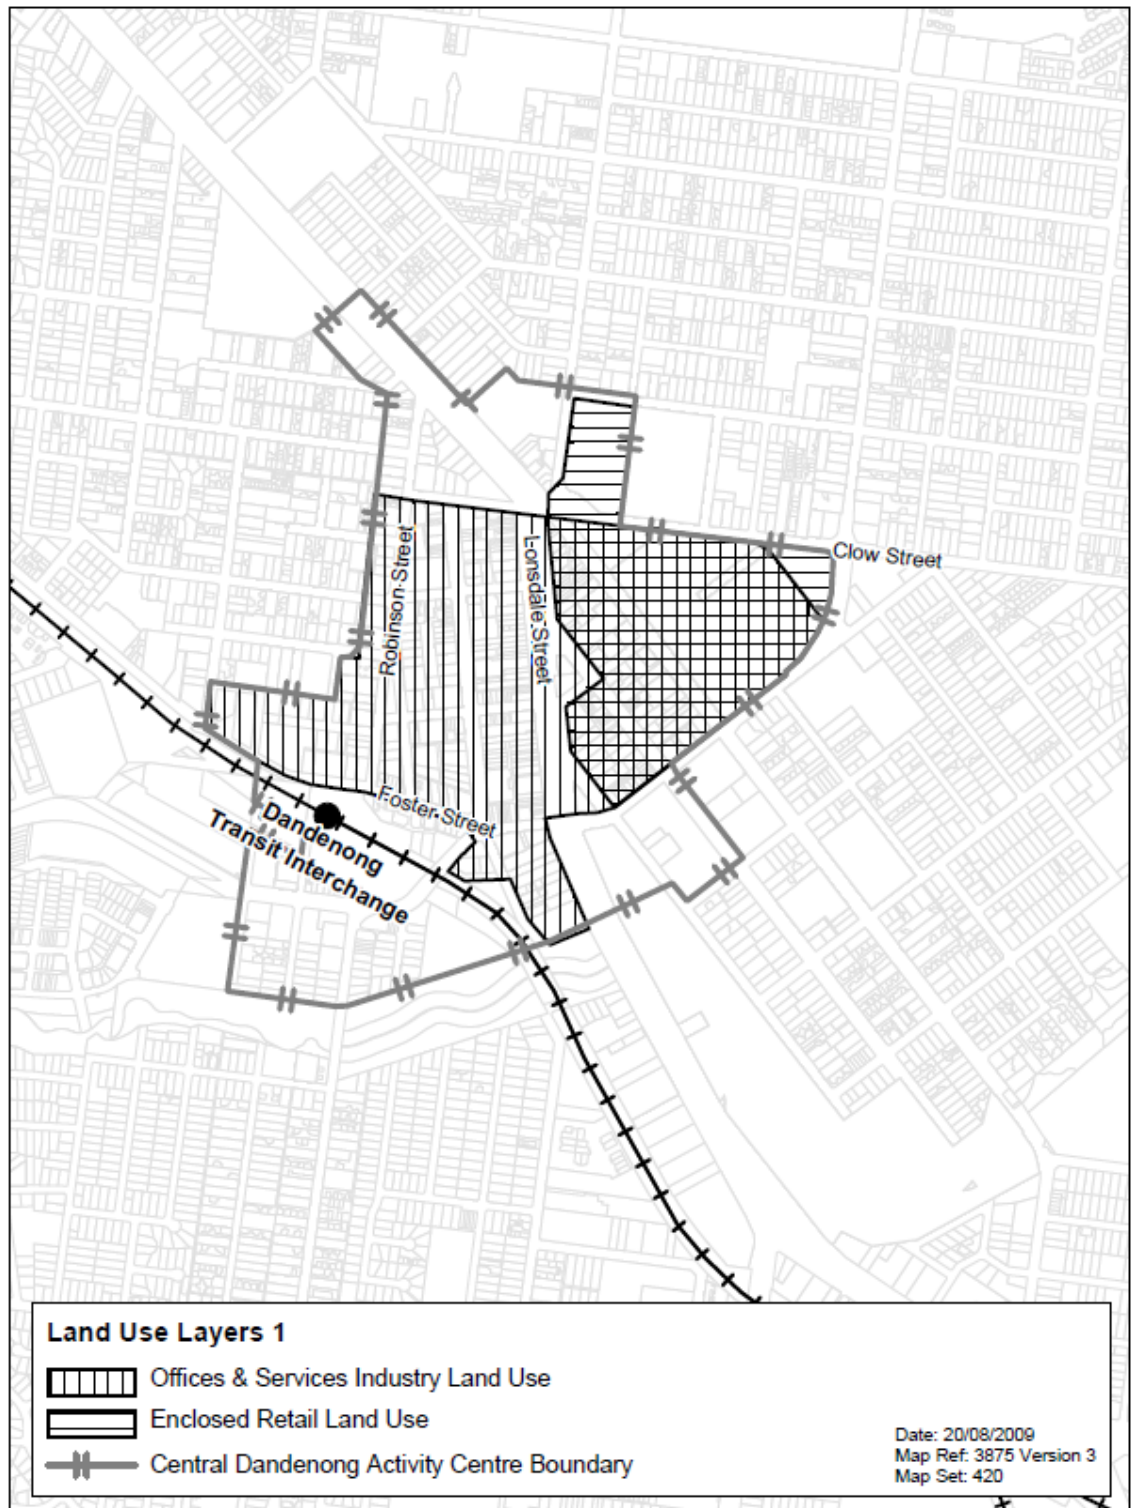 Clow Street
Robinson Street
Lonsdale Street
Foster Street
Dandenong
Transit Interchange
Land Use Layers 1
Offices & Services Industry Land Use
Enclosed Retail Land Use
Central Dandenong Activity Centre Boundary
Date: 20/08/2009
Map Ref: 3875 Version 3
Map Set: 420